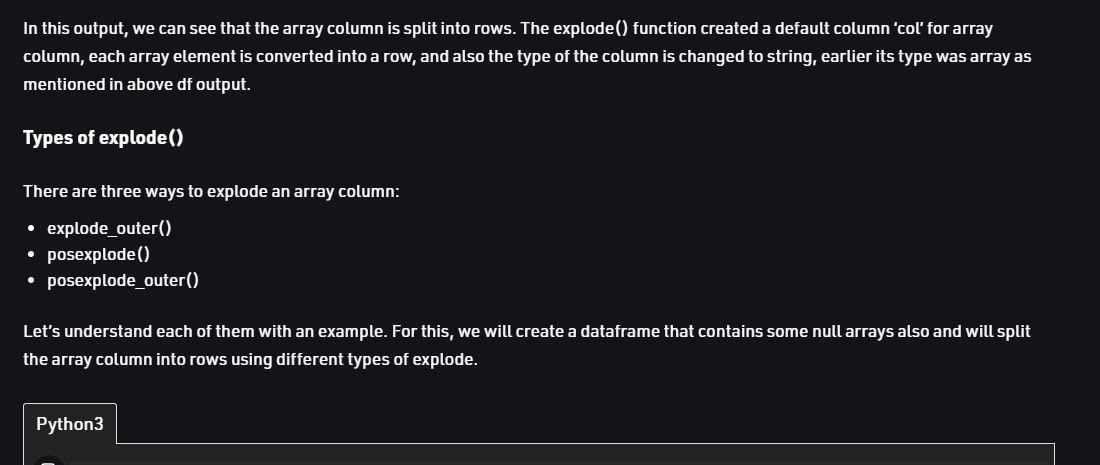 In this output, we can see that the array column is split into rows. The explode() function created a default column ‘col’ for array
column, each array element is converted into a row, and also the type of the column is changed to string, earlier its type was array as
mentioned in above df output.
Types of explode()
There are three ways to explode an array column:
• explode_outer()
• posexplode()
• posexplode_outer()
Let’s understand each of them with an example. For this, we will create a dataframe that contains some null arrays also and will split
the array column into rows using different types of explode.
Python3